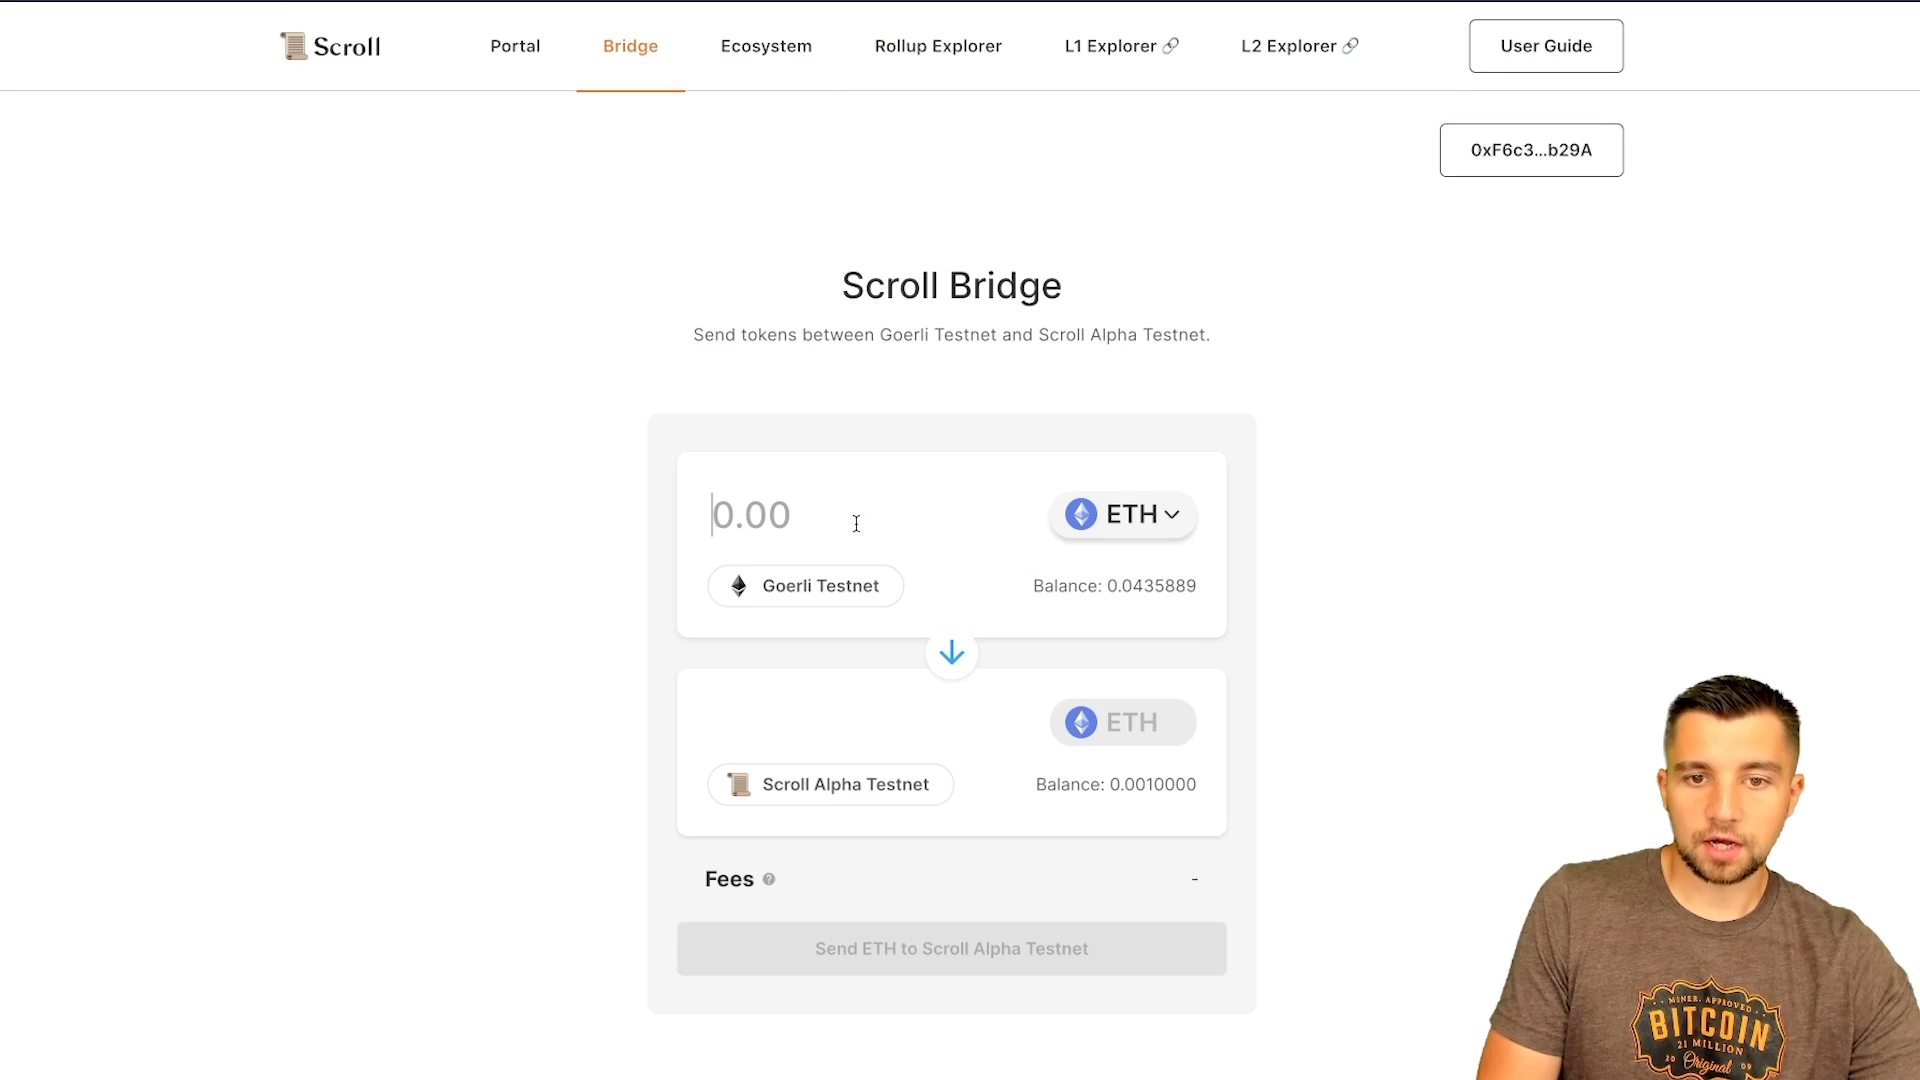 Scroll
Portal
Bridge
Ecosystem
Rollup Explorer
L1 Explorer
L2 Explorer
User Guide
0xF6c3...b29A
Scroll Bridge
Send tokens between Goerli Testnet and Scroll Alpha Testnet.
0.00
ETH
Goerli Testnet
Balance: 0.0435889
ETH
Scroll Alpha Testnet
Balance: 0.0010000
Fees ?
-
Send ETH to Scroll Alpha Testnet
MINER APPROVED
BITCOIN
21 MILLION
20 Original 09